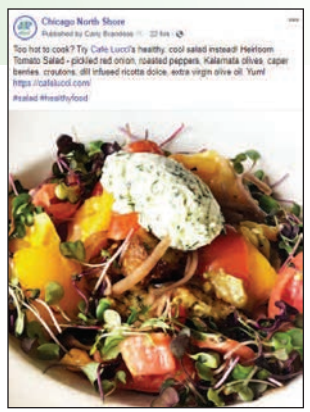 Chicago North Shore
Published by Carly Brandess · 22 hrs ·
Too hot to cook? Try Cafe Lucci's healthy, cool salad instead! Heirloom
Tomato Salad - pickled red onion, roasted peppers, Kalamata olives, caper
berries, croutons, dill infused ricotta dolce, extra virgin olive oil. Yum!
https://cafelucci.com/
#salad #healthyfood